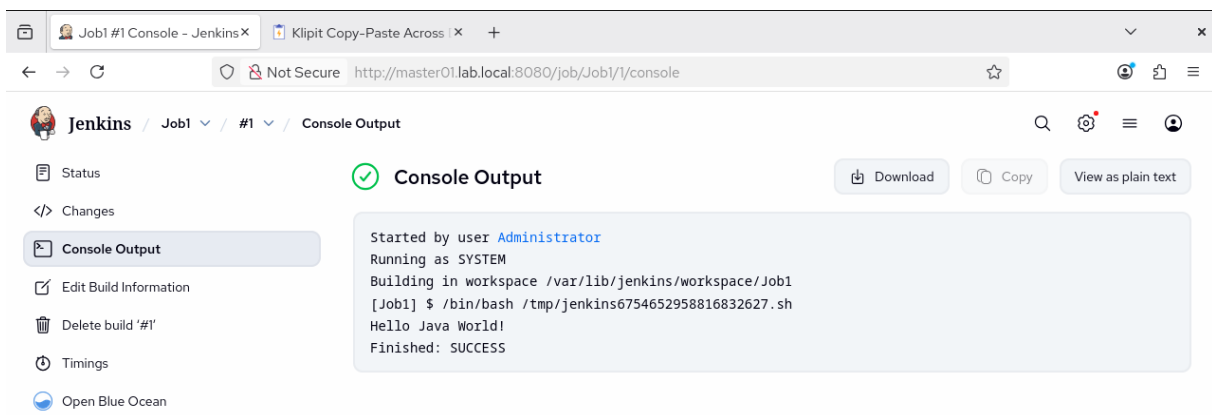 Job1 #1 Console - Jenkins
Klipit Copy-Paste Across
Not Secure http://master01.lab.local:8080/job/Job1/1/console
Jenkins / Job1 / #1 / Console Output
Status
Changes
Console Output
Edit Build Information
Delete build ‘#1’
Timings
Open Blue Ocean
Console Output
Download
Copy
View as plain text
Started by user Administrator
Running as SYSTEM
Building in workspace /var/lib/jenkins/workspace/Job1
[Job1] $ /bin/bash /tmp/jenkins6754652958816832627.sh
Hello Java World!
Finished: SUCCESS